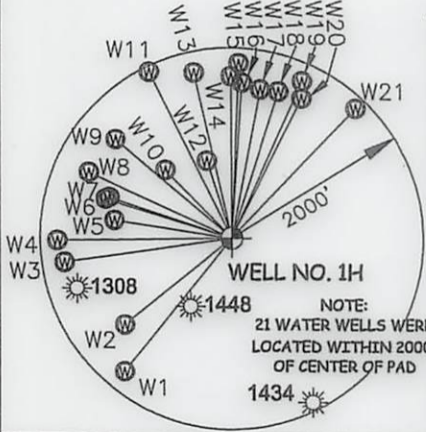 W13
W15
W16
W17
W18
W19
W20
W11
W21
W14
W9
W10
W12
W8
W7
W6
W5
2000'
W4
W3
WELL NO. 1H
1308
1448
NOTE:
W2
21 WATER WELLS WERE
LOCATED WITHIN 2000
OF CENTER OF PAD
W1
1434